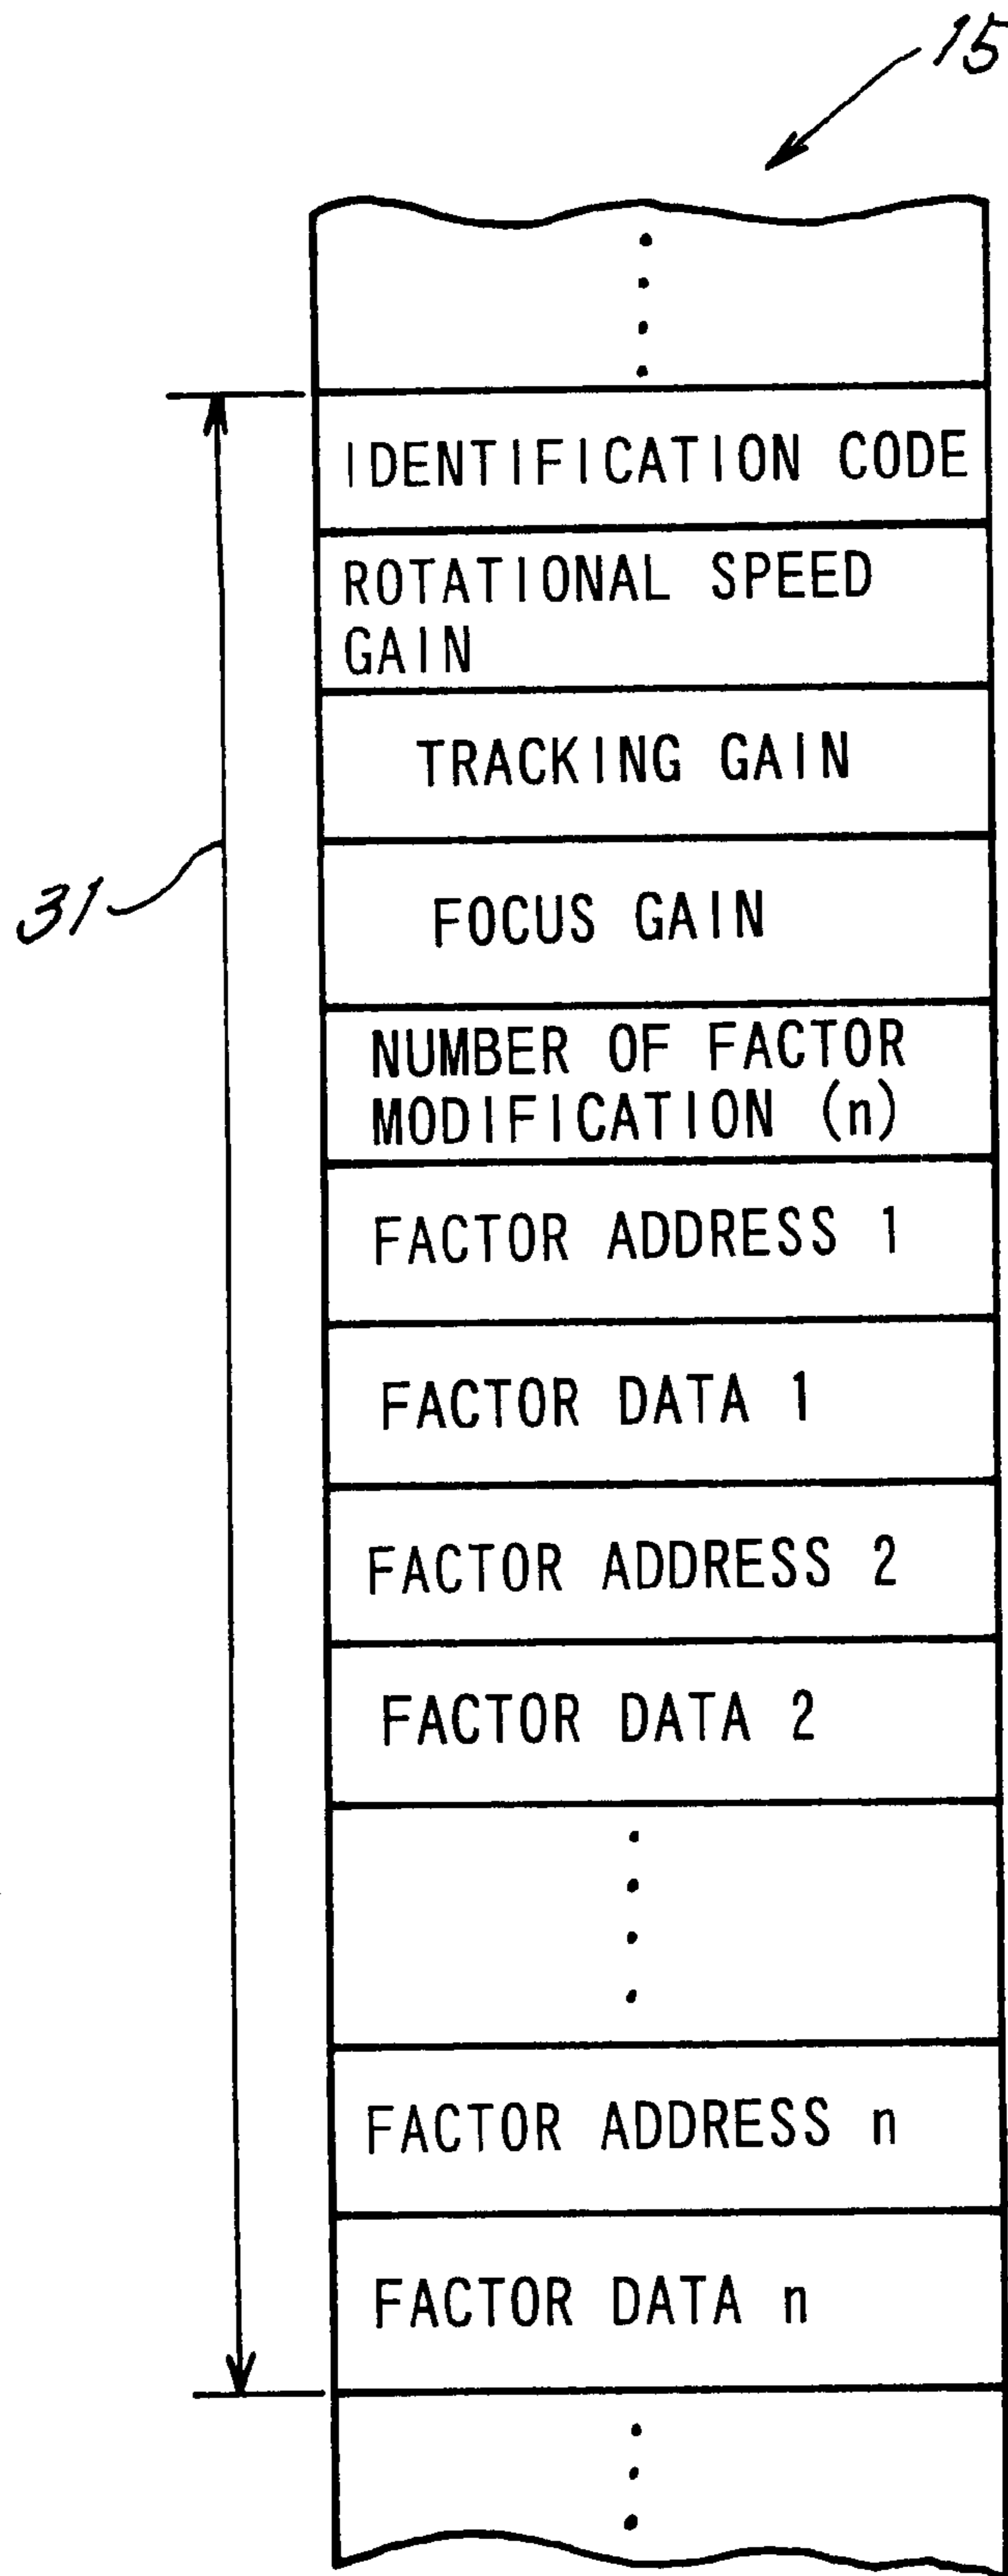 15
IDENTIFICATION CODE
ROTATIONAL SPEED
GAIN
TRACKING GAIN
FOCUS GAIN
31
NUMBER OF FACTOR
MODIFICATION (n)
FACTOR ADDRESS 1
FACTOR DATA 1
FACTOR ADDRESS 2
FACTOR DATA 2
FACTOR ADDRESS n
FACTOR DATA n